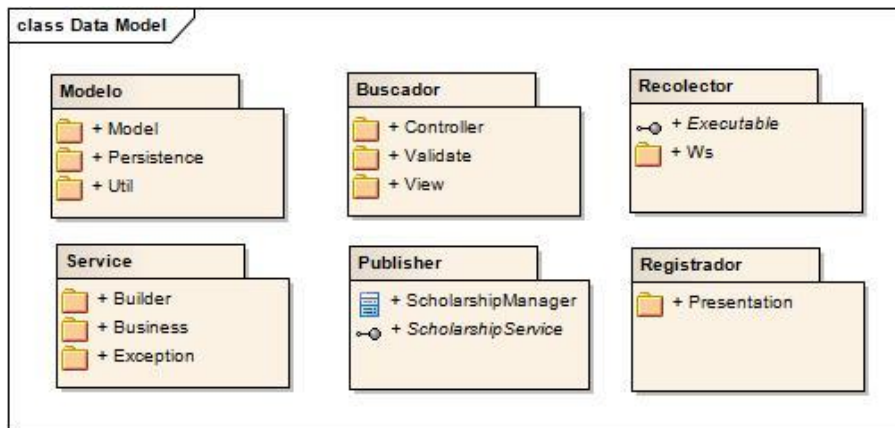 class Data Model
Modelo
+ Model
+ Persistence
+ Util
Buscador
+ Controller
+ Validate
+ View
Recolector
+ Executable
+ Ws
Service
+ Builder
+ Business
+ Exception
Publisher
+ ScholarshipManager
+ ScholarshipService
Registrador
+ Presentation